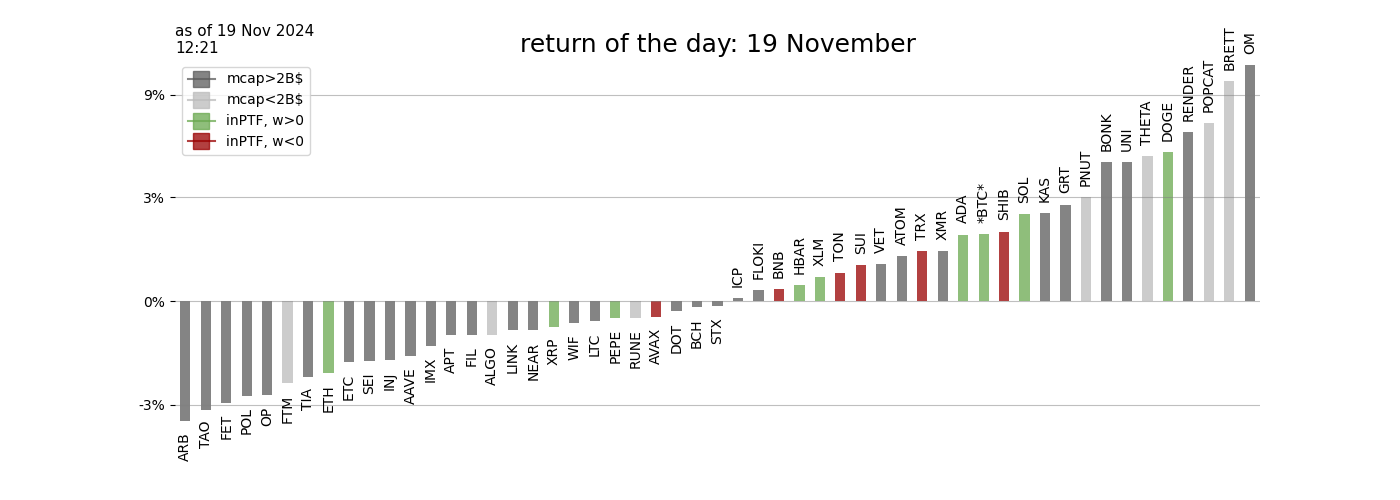 as of 19 Nov 2024
12:21
return of the day: 19 November
mcap>2B$
mcap<2B$
inPTF, w>0
inPTF, w<0
9%
3%
0%
-3%
ARB
TAO
FET
POL
OP
FTM
TIA
ETH
ETC
SEI
INJ
AAVE
IMX
APT
FIL
ALGO
LINK
NEAR
XRP
WIF
LTC
PEPE
RUNE
AVAX
DOT
BCH
STX
ICP
FLOKI
BNB
HBAR
XLM
TON
SUI
VET
ATOM
TRX
XMR
ADA
*BTC*
SHIB
SOL
KAS
GRT
PNUT
BONK
UNI
THETA
DOGE
RENDER
POPCAT
BRETT
OM